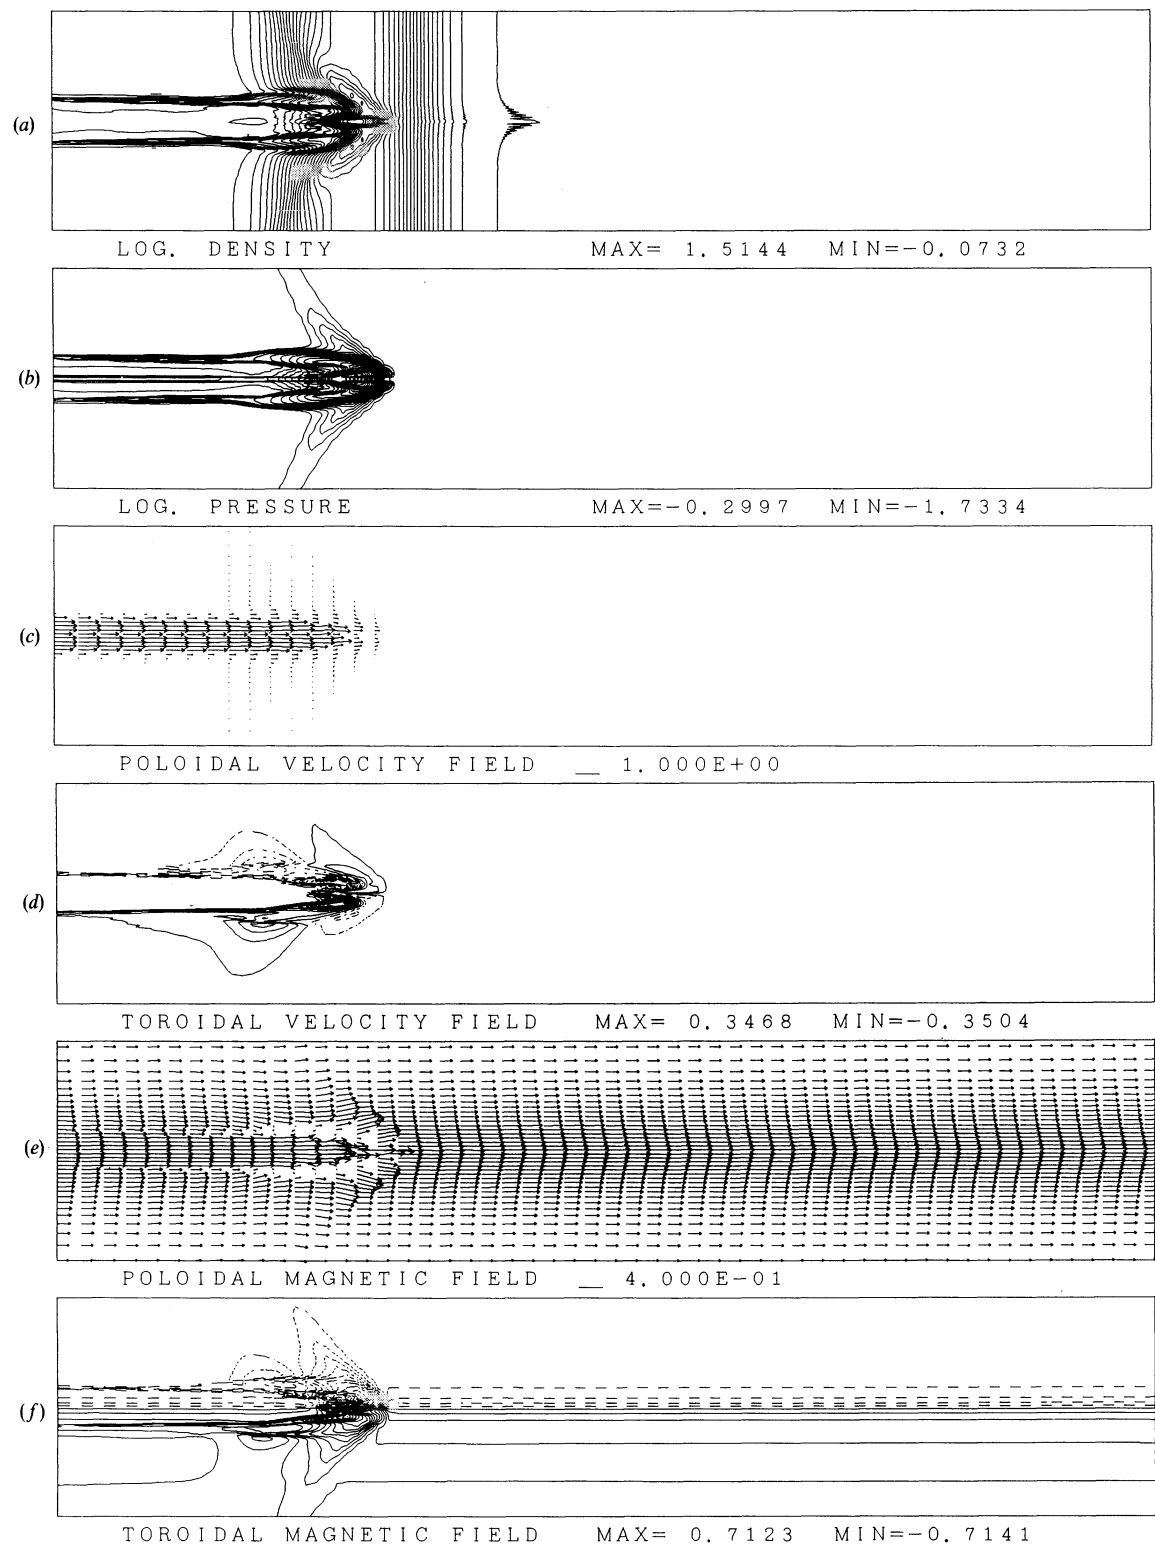 (a)
LOG. DENSITY MAX= 1.5144 MIN=-0.0732
(b)
LOG. PRESSURE MAX=-0.2997 MIN=-1.7334
(c)
POLOIDAL VELOCITY FIELD __ 1.000E+00
(d)
TOROIDAL VELOCITY FIELD MAX= 0.3468 MIN=-0.3504
(e)
POLOIDAL MAGNETIC FIELD __ 4.000E-01
(f)
TOROIDAL MAGNETIC FIELD MAX= 0.7123 MIN=-0.7141